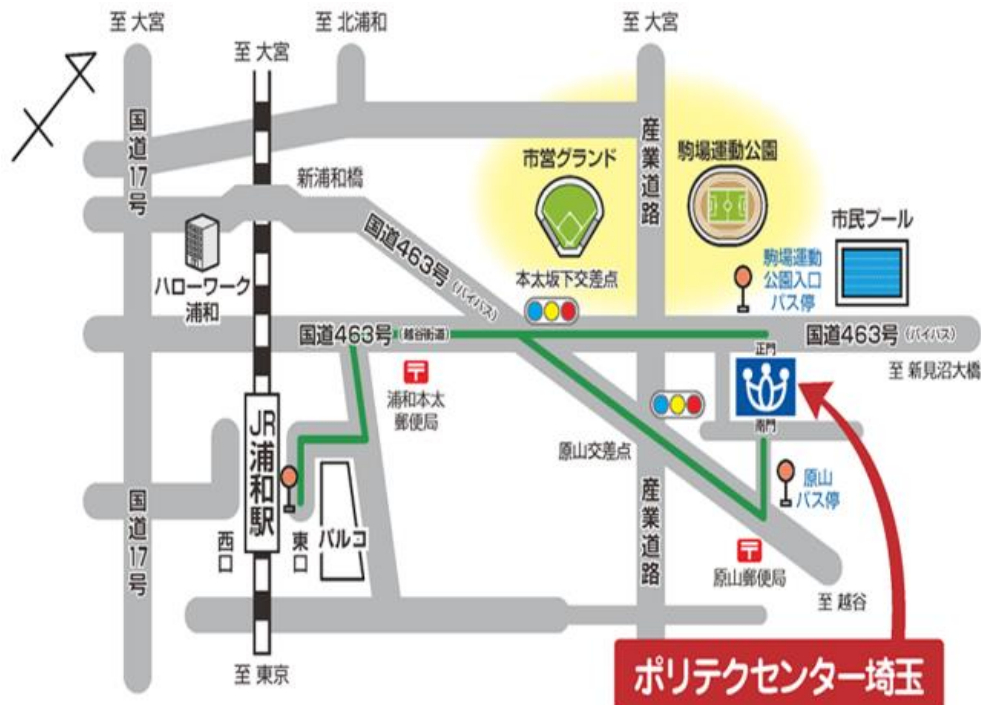 至 大宮
至 北浦和
至 大宮
至 大宮
国道17号
産業道路
市営グランド
駒場運動公園
新浦和橋
市民プール
国道463号(バイパス)
駒場運動
公園入口
バス停
本太坂下交差点
ハローワーク
浦和
国道463号(越谷街道)
国道463号(バイパス)
正門
至 新見沼大橋
浦和本太
郵便局
南門
JR浦和駅
原山交差点
原山
バス停
国道17号
西口
東口
パルコ
産業道路
原山郵便局
至 越谷
至 東京
ポリテクセンター埼玉